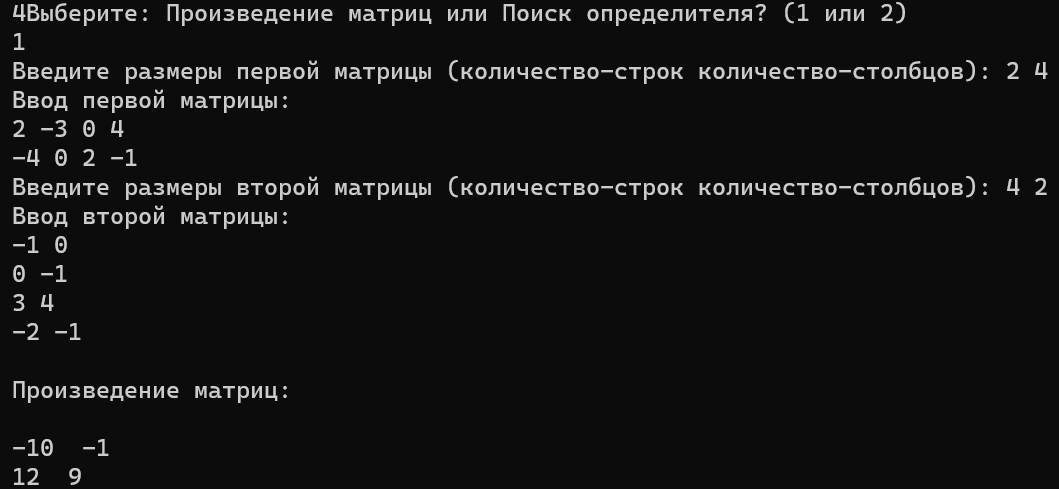 4Выберите: Произведение матриц или Поиск определителя? (1 или 2)
1
Введите размеры первой матрицы (количество-строк количество-столбцов): 2 4
Ввод первой матрицы:
2 -3 0 4
-4 0 2 -1
Введите размеры второй матрицы (количество-строк количество-столбцов): 4 2
Ввод второй матрицы:
-1 0
0 -1
3 4
-2 -1
Произведение матриц:
-10  -1
12  9